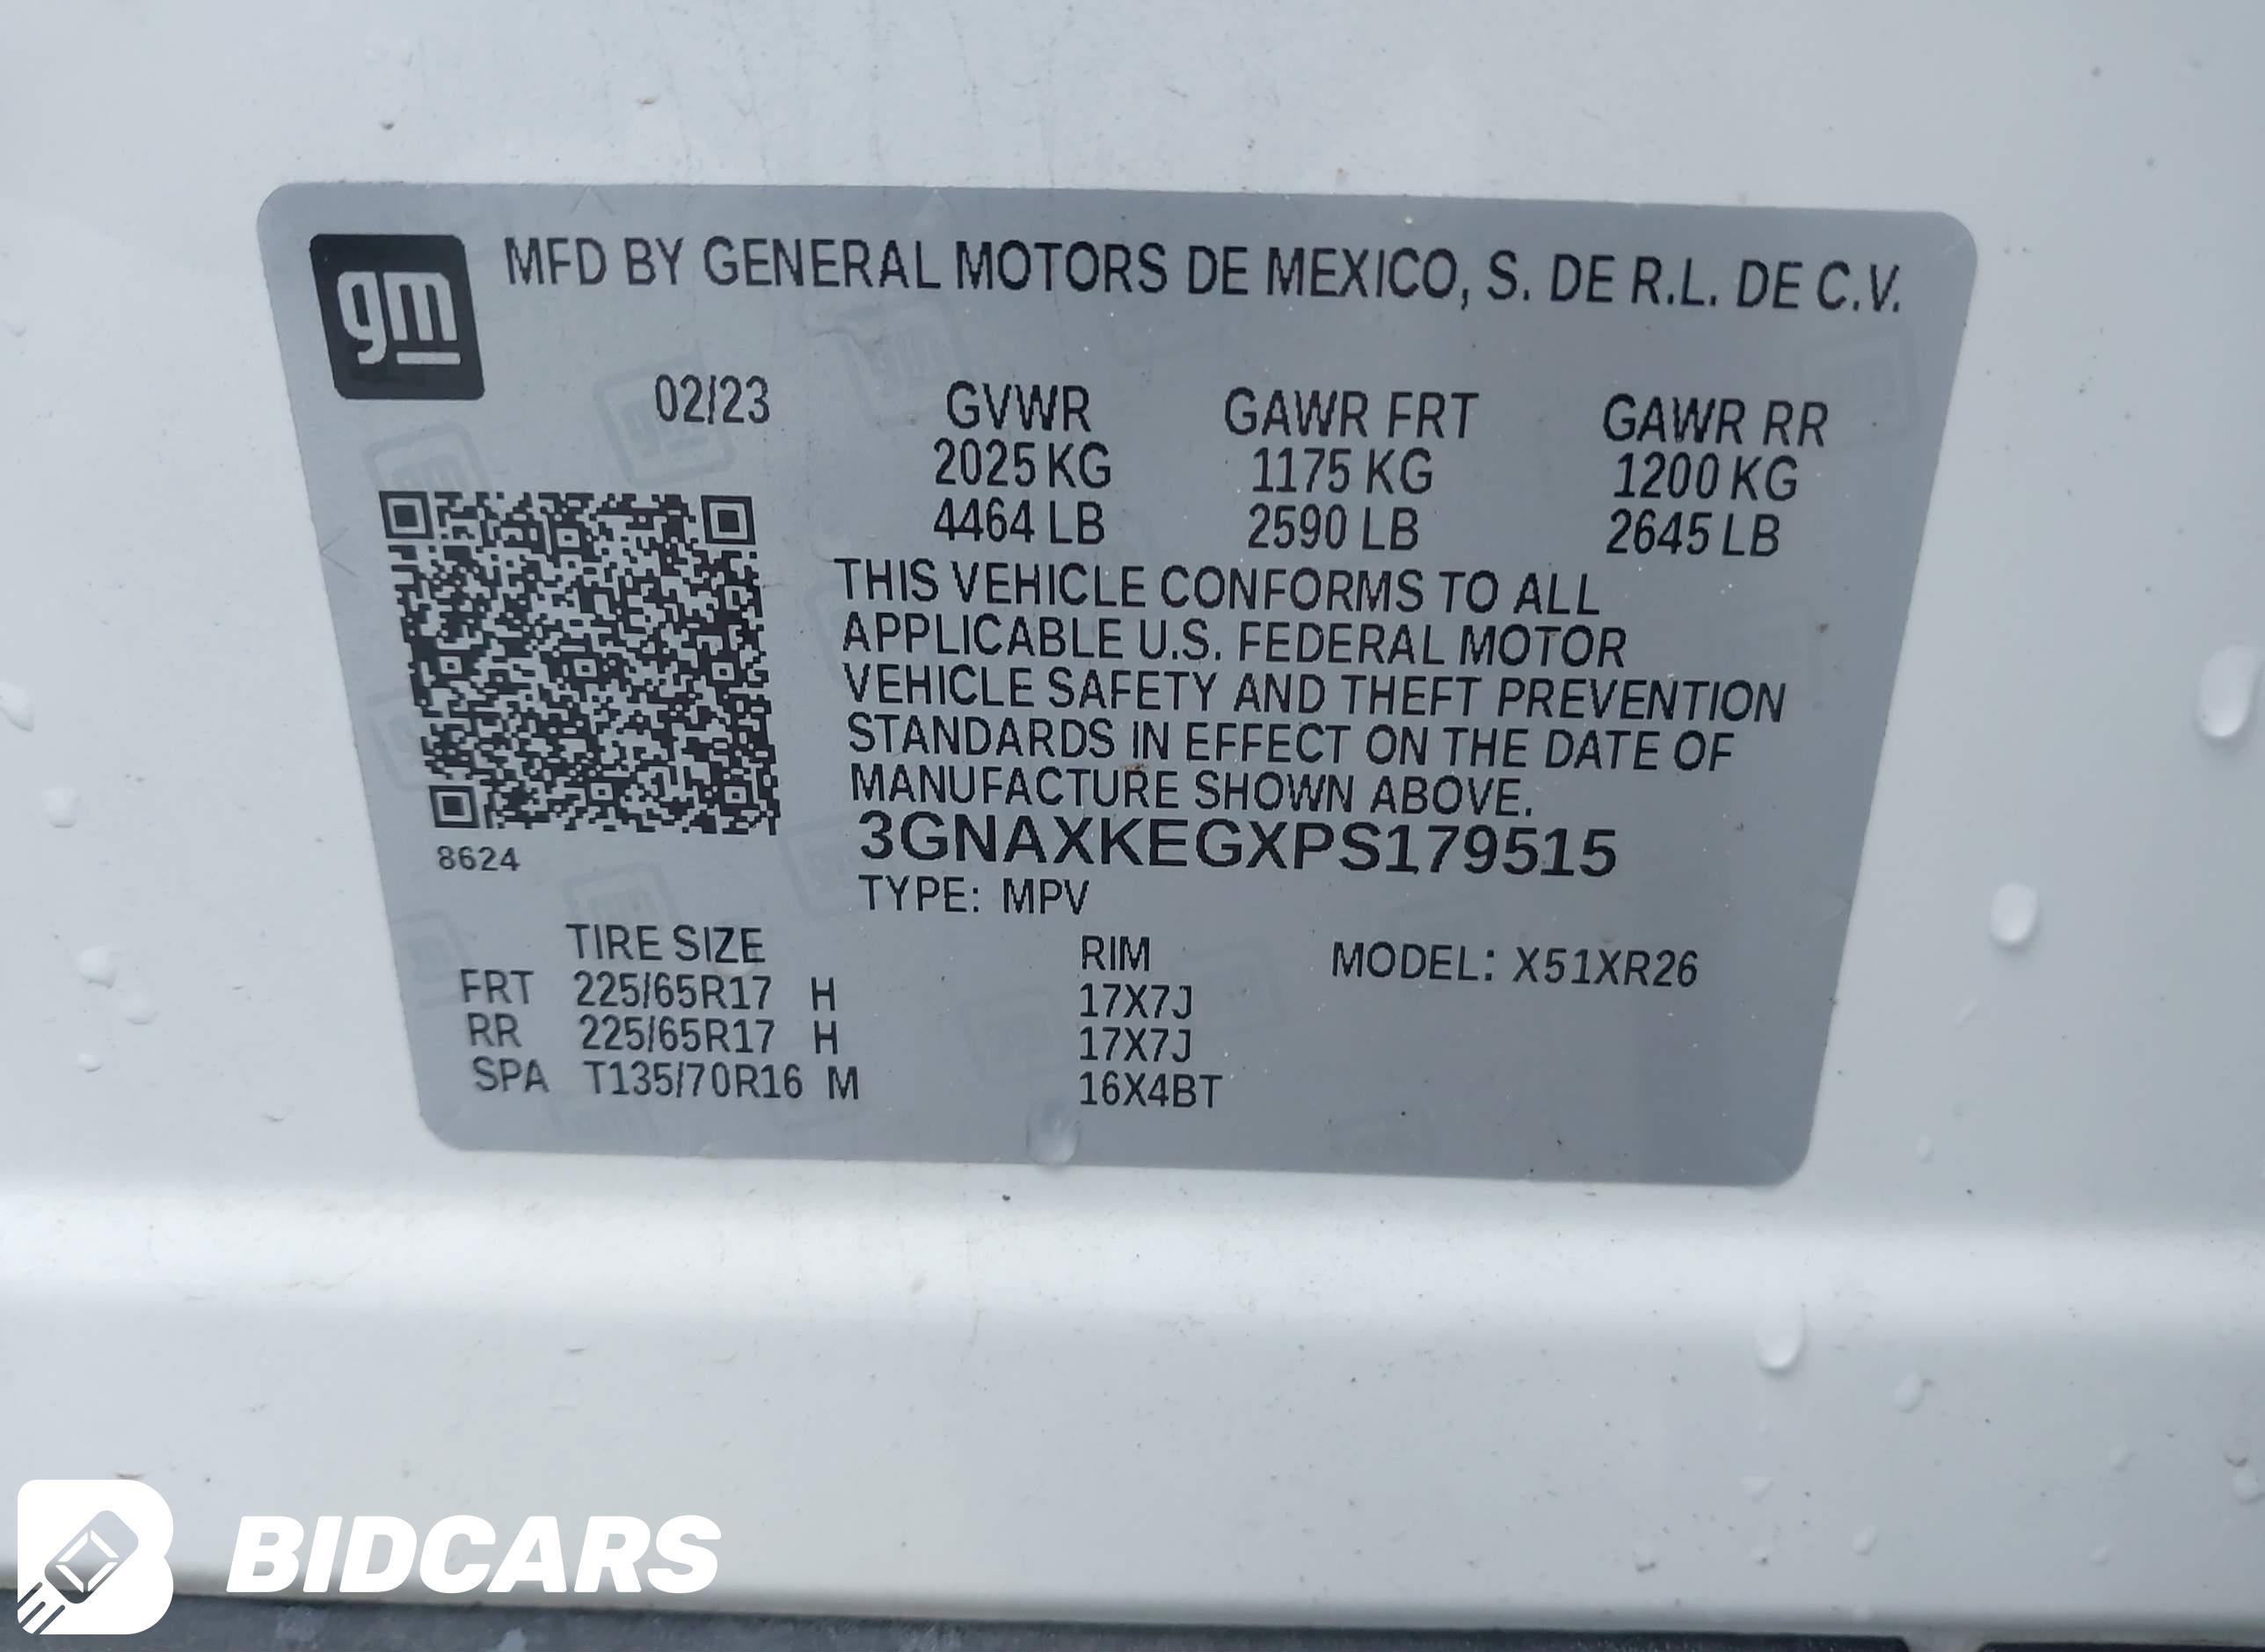 gm
MFD BY GENERAL MOTORS DE MEXICO, S. DE R.L. DE C.V.
02/23 GVWR GAWR FRT GAWR RR
2025 KG 1175 KG 1200 KG
4464 LB 2590 LB 2645 LB
THIS VEHICLE CONFORMS TO ALL
APPLICABLE U.S. FEDERAL MOTOR
VEHICLE SAFETY AND THEFT PREVENTION
STANDARDS IN EFFECT ON THE DATE OF
MANUFACTURE SHOWN ABOVE.
3GNAXKEGXPS179515
8624
TYPE: MPV
TIRE SIZE RIM MODEL: X51XR26
FRT 225/65R17 H 17X7J
RR 225/65R17 H 17X7J
SPA T135/70R16 M 16X4BT
BIDCARS